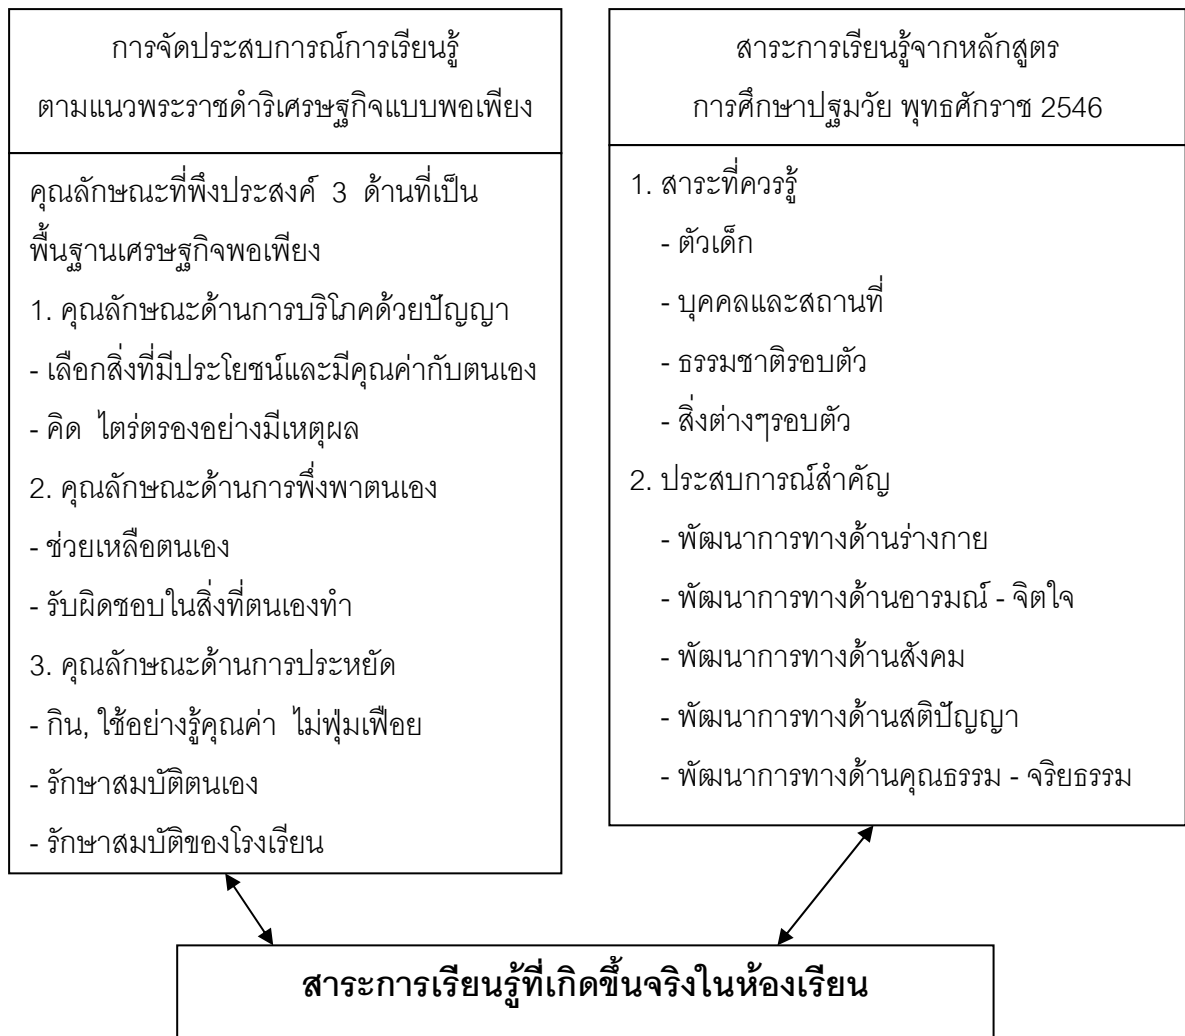 การจัดประสบการณ์การเรียนรู้
ตามแนวพระราชดำริเศรษฐกิจแบบพอเพียง
คุณลักษณะที่พึงประสงค์ 3 ด้านที่เป็น
พื้นฐานเศรษฐกิจพอเพียง
1. คุณลักษณะด้านการบริโภคด้วยปัญญา
- เลือกสิ่งที่มีประโยชน์และมีคุณค่ากับตนเอง
- คิด ไตร่ตรองอย่างมีเหตุผล
2. คุณลักษณะด้านการพึ่งพาตนเอง
- ช่วยเหลือตนเอง
- รับผิดชอบในสิ่งที่ตนเองทำ
3. คุณลักษณะด้านการประหยัด
- กิน, ใช้อย่างรู้คุณค่า ไม่ฟุ่มเฟือย
- รักษาสมบัติตนเอง
- รักษาสมบัติของโรงเรียน
สาระการเรียนรู้จากหลักสูตร
การศึกษาปฐมวัย พุทธศักราช 2546
1. สาระที่ควรรู้
- ตัวเด็ก
- บุคคลและสถานที่
- ธรรมชาติรอบตัว
- สิ่งต่างๆรอบตัว
2. ประสบการณ์สำคัญ
- พัฒนาการทางด้านร่างกาย
- พัฒนาการทางด้านอารมณ์ - จิตใจ
- พัฒนาการทางด้านสังคม
- พัฒนาการทางด้านสติปัญญา
- พัฒนาการทางด้านคุณธรรม - จริยธรรม
สาระการเรียนรู้ที่เกิดขึ้นจริงในห้องเรียน